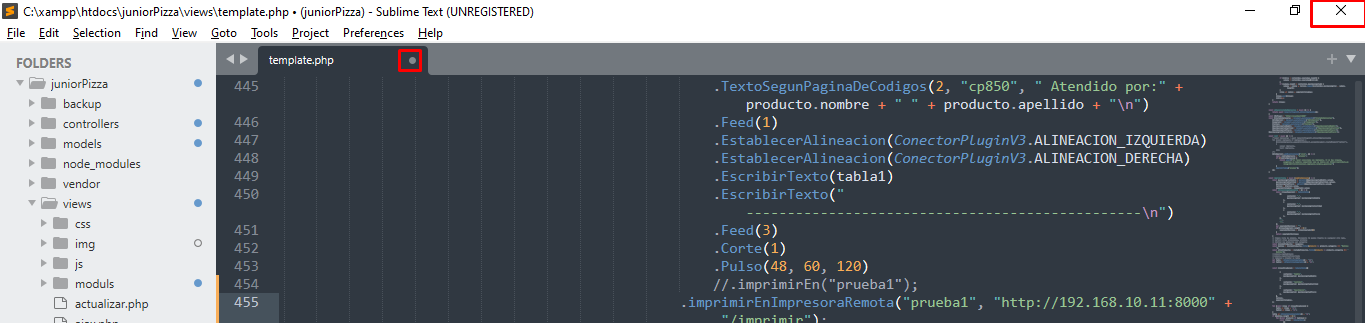 C:\xampp\htdocs\juniorPizza\views\template.php • (juniorPizza) - Sublime Text (UNREGISTERED)
File Edit Selection Find View Goto Tools Project Preferences Help
FOLDERS
juniorPizza
backup
controllers
models
node_modules
vendor
views
css
img
js
moduls
actualizar.php
template.php
445 .TextoSegunPaginaDeCodigos(2, "cp850", " Atendido por:" +
producto.nombre + " " + producto.apellido + "\n")
446 .Feed(1)
447 .EstablecerAlineacion(ConectorPluginV3.ALINEACION_IZQUIERDA)
448 .EstablecerAlineacion(ConectorPluginV3.ALINEACION_DERECHA)
449 .EscribirTexto(tabla1)
450 .EscribirTexto("
------------------------------------------------\n")
451 .Feed(3)
452 .Corte(1)
453 .Pulso(48, 60, 120)
454 //.imprimirEn("prueba1");
455 .imprimirEnImpresoraRemota("prueba1", "http://192.168.10.11:8000" +
"/imprimir");